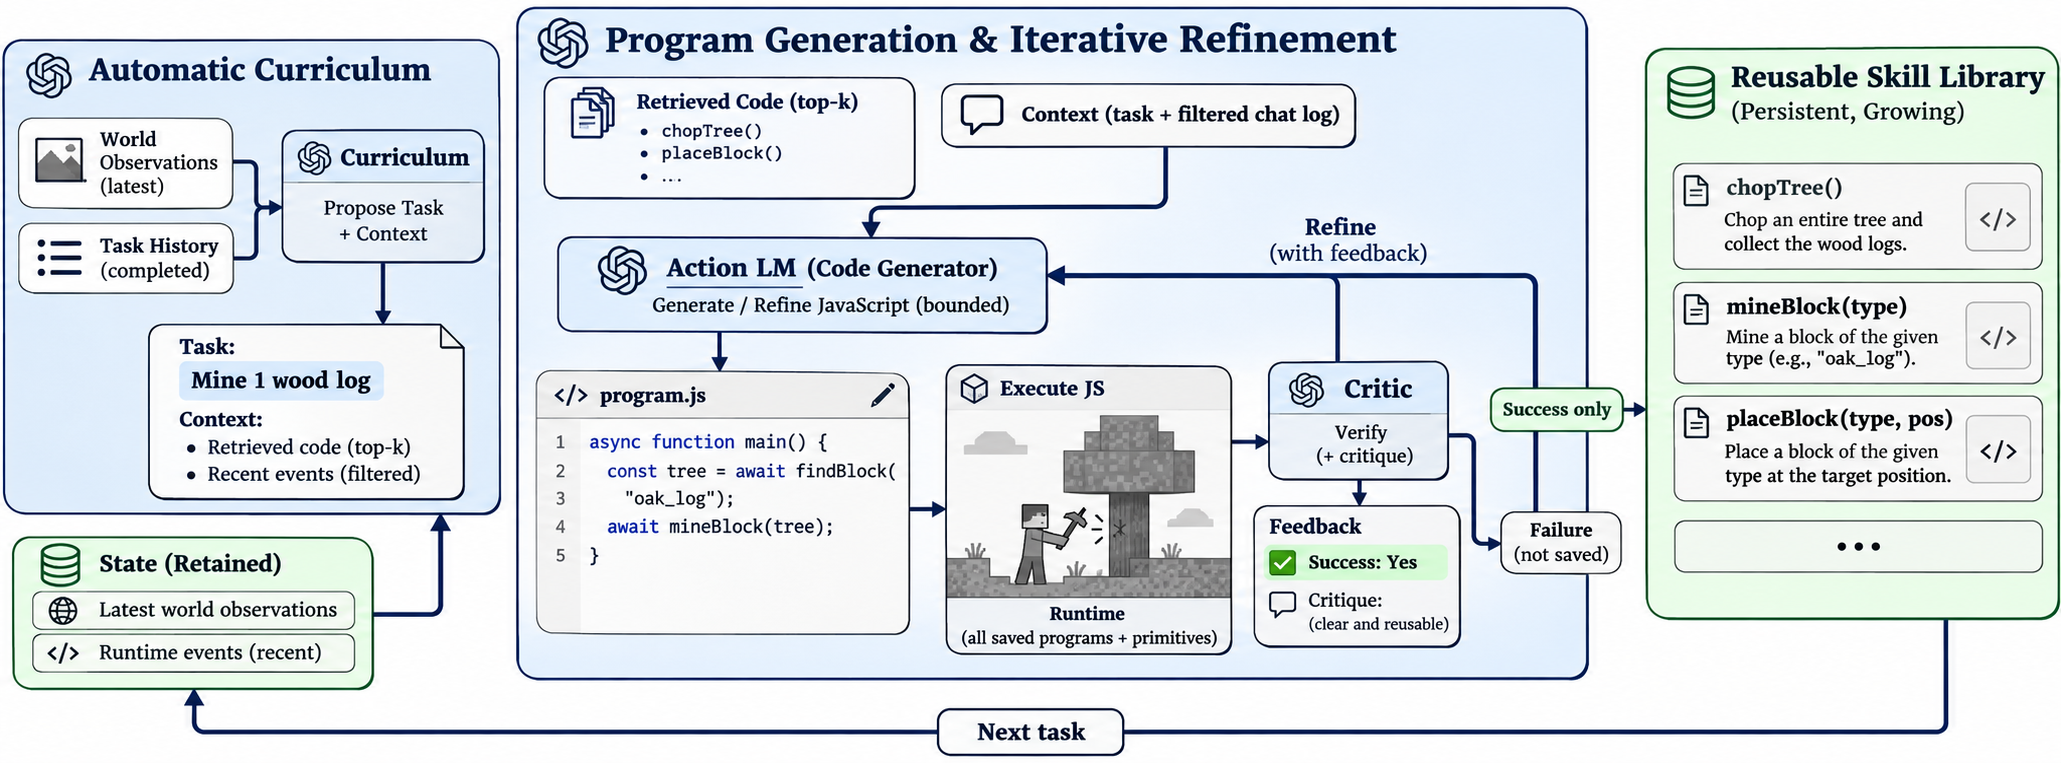 Automatic Curriculum
World
Observations
(latest)
Task History
(completed)
Curriculum
Propose Task
+ Context
Task:
Mine 1 wood log
Context:
• Retrieved code (top-k)
• Recent events (filtered)
State (Retained)
Latest world observations
</> Runtime events (recent)
Program Generation & Iterative Refinement
Retrieved Code (top-k)
• chopTree()
• placeBlock()
• ...
Context (task + filtered chat log)
Action LM (Code Generator)
Generate / Refine JavaScript (bounded)
Refine
(with feedback)
</> program.js
1 async function main() {
2 const tree = await findBlock(
3 "oak_log");
4 await mineBlock(tree);
5 }
Execute JS
Runtime
(all saved programs + primitives)
Critic
Verify
(+ critique)
Feedback
Success: Yes
Critique:
(clear and reusable)
Success only
Failure
(not saved)
Reusable Skill Library
(Persistent, Growing)
chopTree()
Chop an entire tree and
collect the wood logs.
</>
mineBlock(type)
Mine a block of the given
type (e.g., "oak_log").
</>
placeBlock(type, pos)
Place a block of the given
type at the target position.
</>
•••
Next task